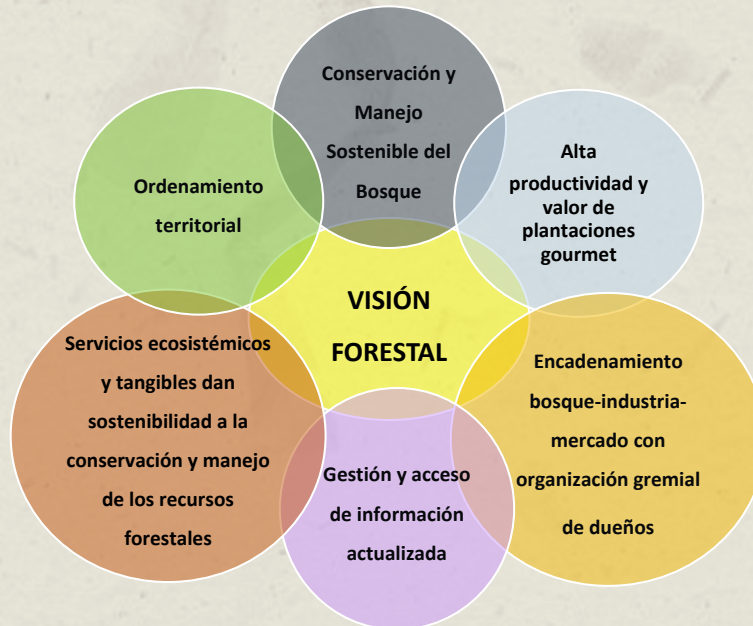 Conservación y
Manejo
Sostenible del
Bosque
Alta
productividad y
valor de
plantaciones
gourmet
Ordenamiento
territorial
VISIÓN
FORESTAL
Servicios ecosistémicos
y tangibles dan
sostenibilidad a la
conservación y manejo
de los recursos
forestales
Encadenamiento
bosque-industria-
mercado con
organización gremial
de dueños
Gestión y acceso
de información
actualizada